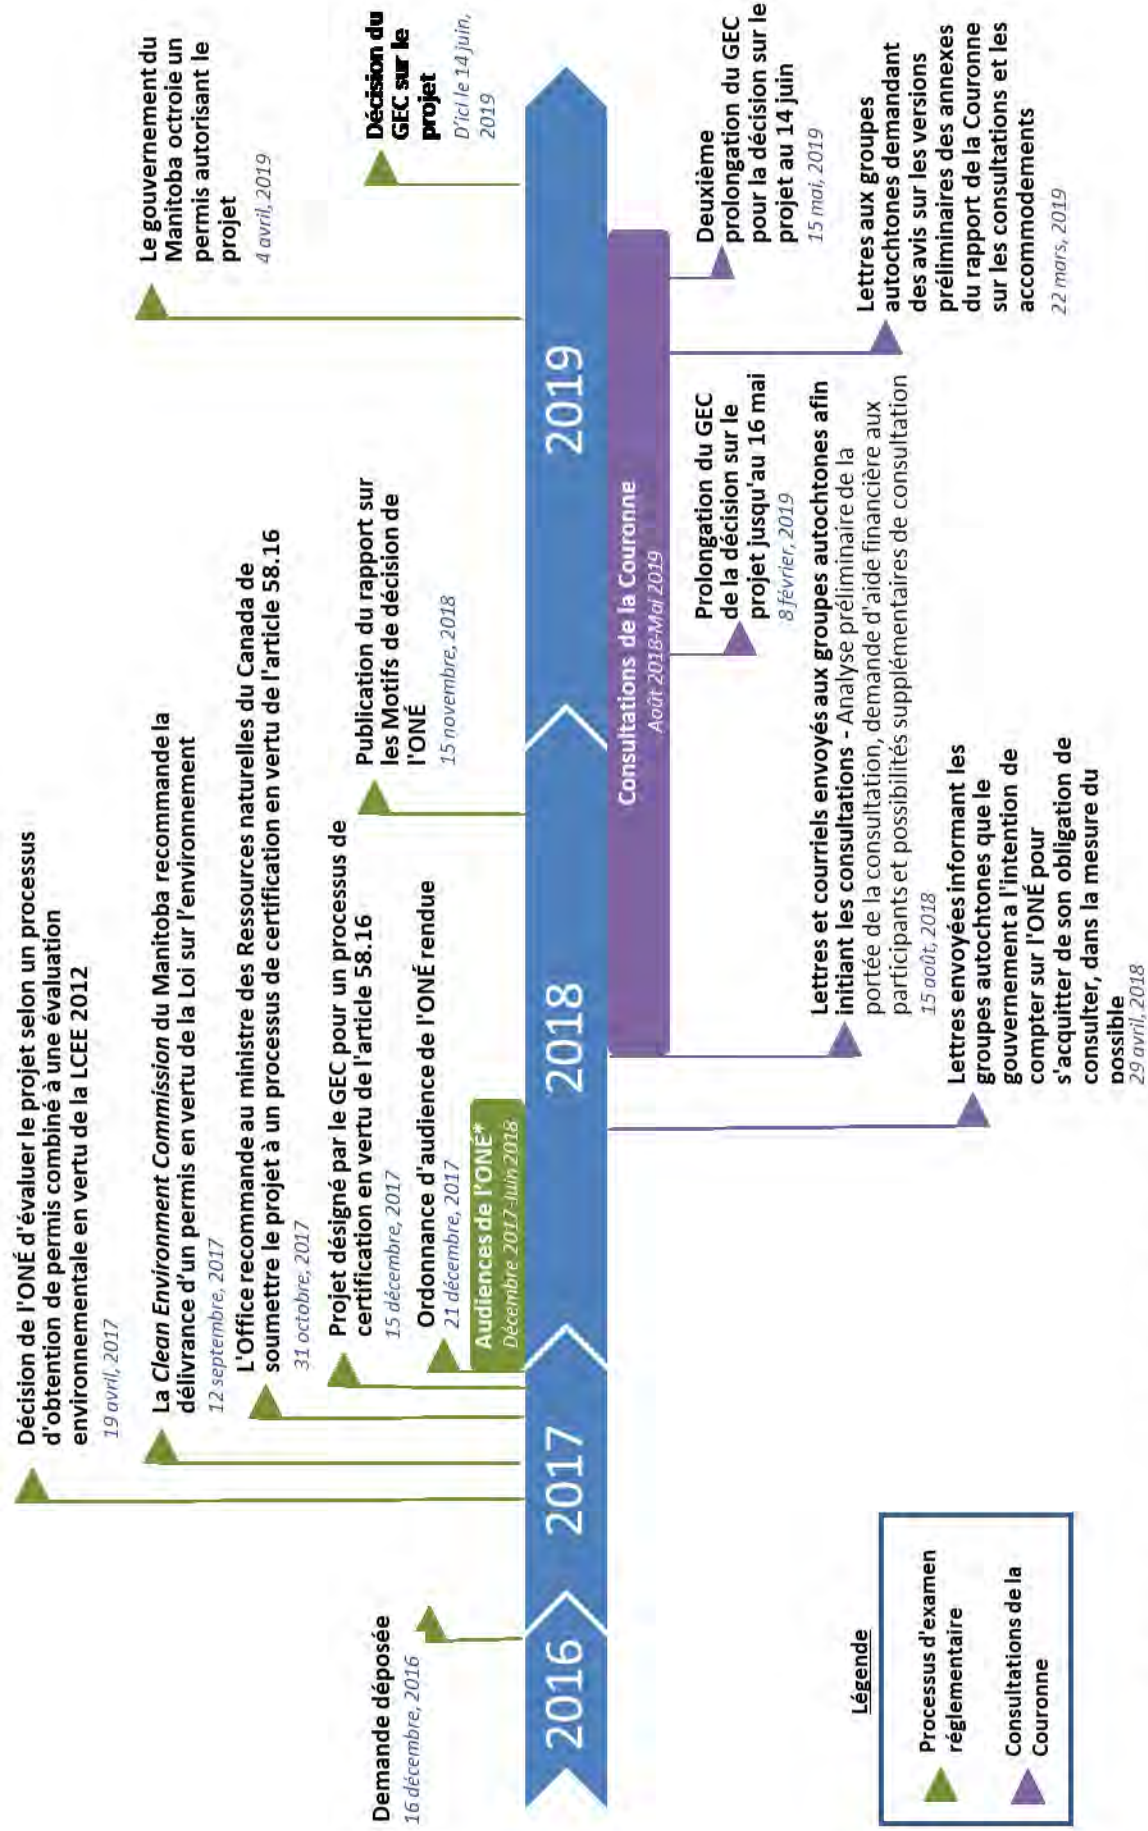 Décision de l'ONÉ d'évaluer le projet selon un processus
d'obtention de permis combiné à une évaluation
environnementale en vertu de la LCEE 2012
19 avril, 2017
La Clean Environment Commission du Manitoba recommande la
délivrance d'un permis en vertu de la Loi sur l'environnement
12 septembre, 2017
L'Office recommande au ministre des Ressources naturelles du Canada de
soumettre le projet à un processus de certification en vertu de l'article 58.16
31 octobre, 2017
Projet désigné par le GEC pour un processus de
certification en vertu de l'article 58.16
15 décembre, 2017
Ordonnance d'audience de l'ONÉ rendue
21 décembre, 2017
Audiences de l'ONÉ*
Décembre 2017-Juin 2018
Demande déposée
16 décembre, 2016
Publication du rapport sur
les Motifs de décision de
l'ONÉ
15 novembre, 2018
Le gouvernement du
Manitoba octroie un
permis autorisant le
projet
4 avril, 2019
Décision du
GEC sur le
projet
D'ici le 14 juin,
2019
2016
2017
2018
2019
Consultations de la Couronne
Août 2018-Mai 2019
Prolongation du GEC
de la décision sur le
projet jusqu'au 16 mai
8 février, 2019
Deuxième
prolongation du GEC
pour la décision sur le
projet au 14 juin
15 mai, 2019
Lettres et courriels envoyés aux groupes autochtones afin
initiant les consultations - Analyse préliminaire de la
portée de la consultation, demande d'aide financière aux
participants et possibilités supplémentaires de consultation
15 août, 2018
Lettres aux groupes
autochtones demandant
des avis sur les versions
préliminaires des annexes
du rapport de la Couronne
sur les consultations et les
accommodements
22 mars, 2019
Lettres envoyées informant les
groupes autochtones que le
gouvernement a l'intention de
compter sur l'ONÉ pour
s'acquitter de son obligation de
consulter, dans la mesure du
possible
29 avril, 2018
Légende
Processus d'examen
réglementaire
Consultations de la
Couronne